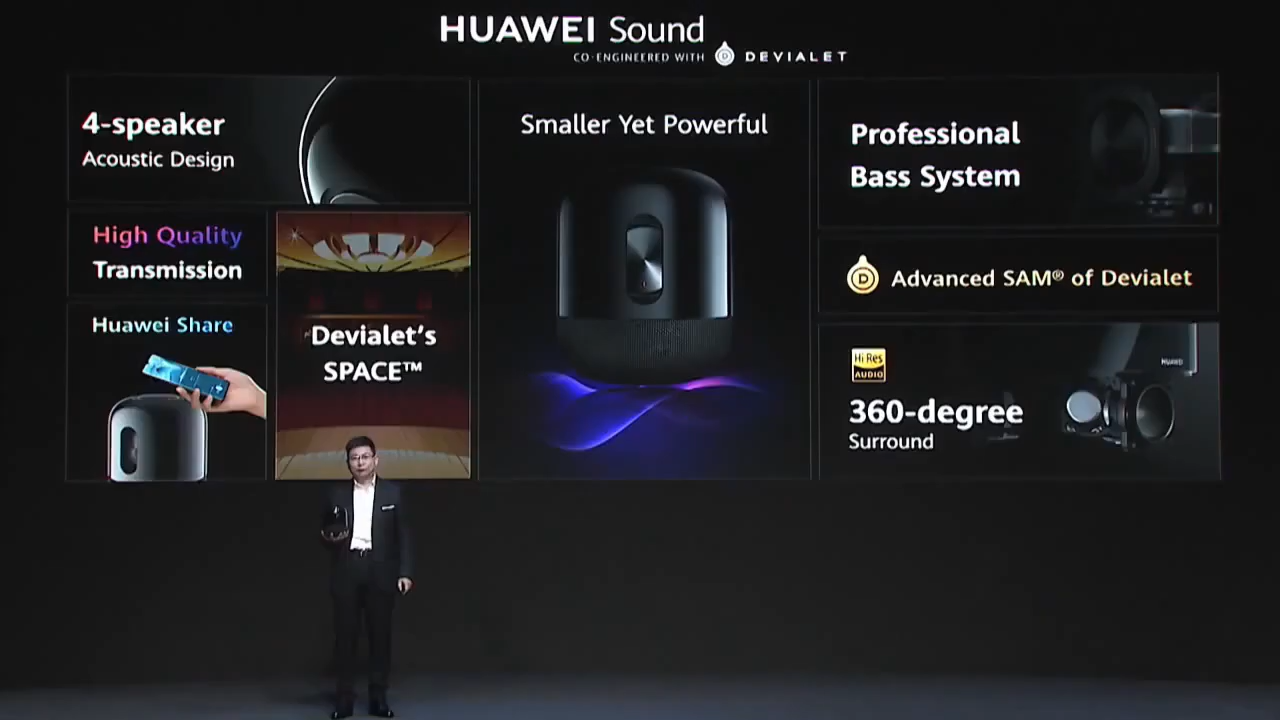 HUAWEI Sound
CO-ENGINEERED WITH DEVIALET
4-speaker
Acoustic Design
High Quality
Transmission
Huawei Share
Devialet's
SPACE™
Smaller Yet Powerful
Professional
Bass System
D Advanced SAM® of Devialet
Hi Res
AUDIO
360-degree
Surround
HUAWEI